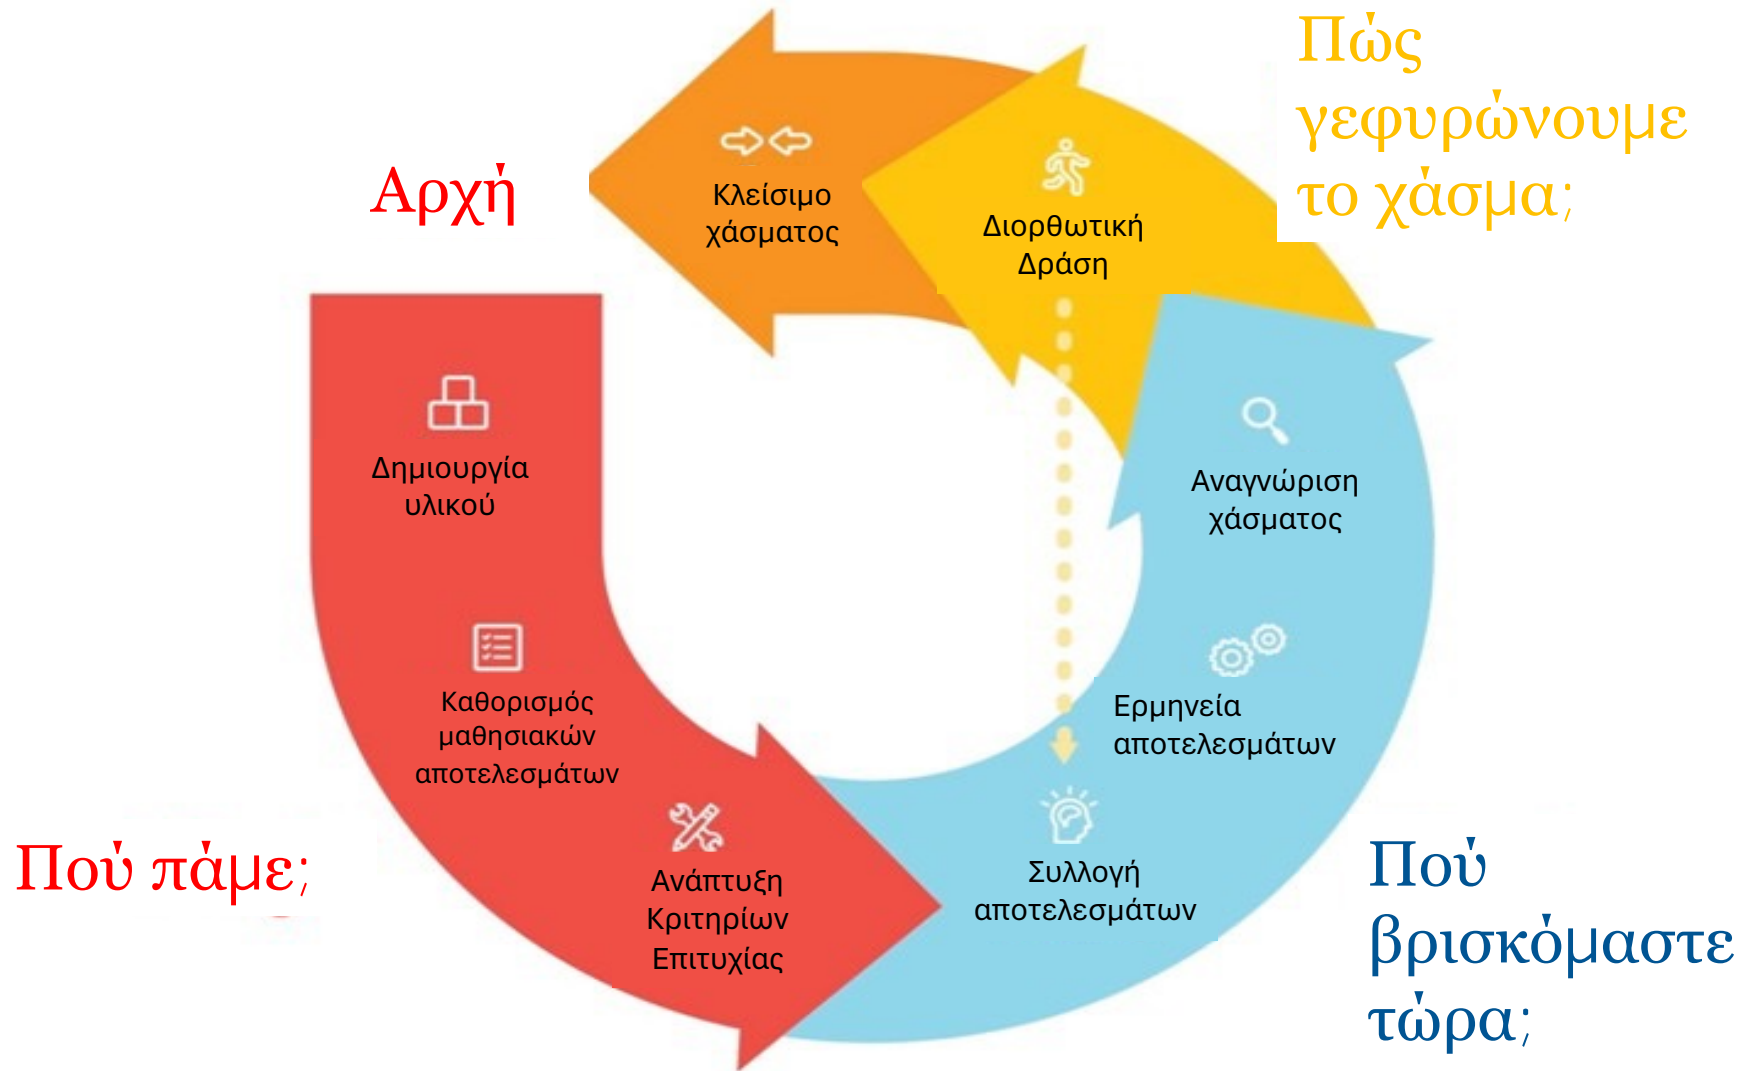 Αρχή
Δημιουργία
υλικού
Καθορισμός
μαθησιακών
αποτελεσμάτων
Πού πάμε;
Ανάπτυξη
Κριτηρίων
Επιτυχίας
Συλλογή
αποτελεσμάτων
Ερμηνεία
αποτελεσμάτων
Αναγνώριση
χάσματος
Πού
βρισκόμαστε
τώρα;
Διορθωτική
Δράση
Πώς
γεφυρώνουμε
το χάσμα;
Κλείσιμο
χάσματος